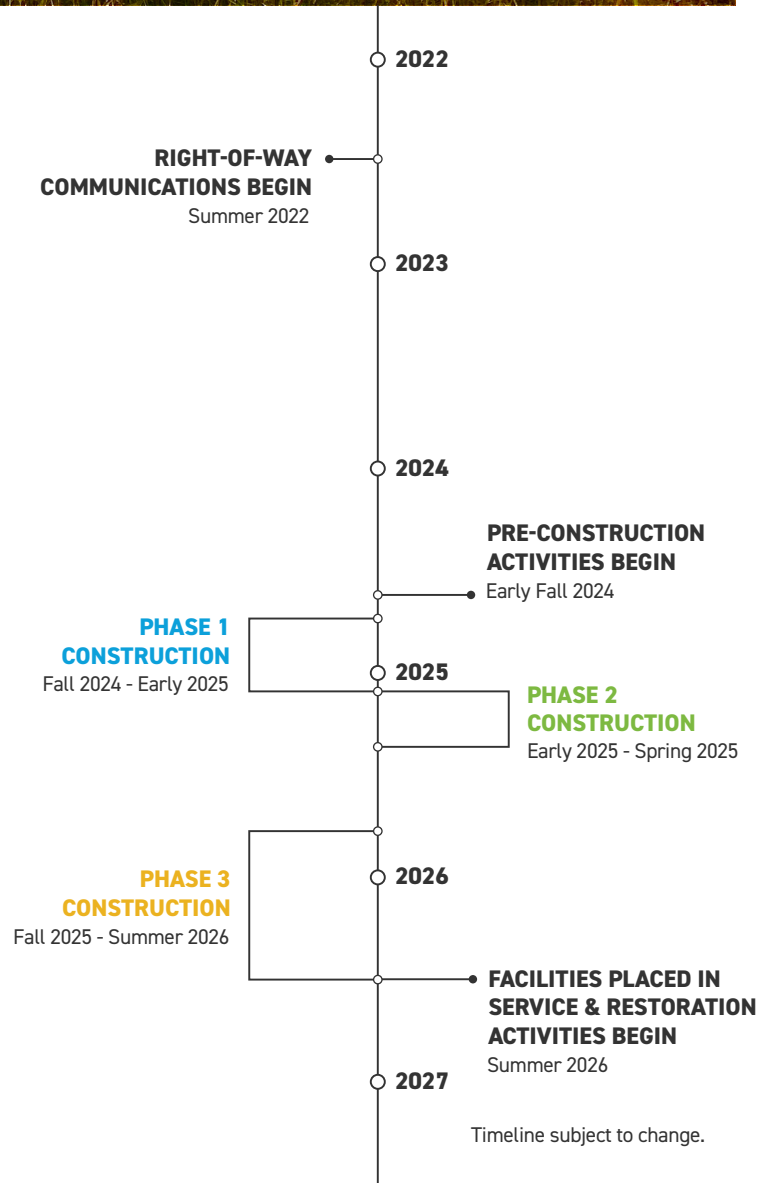 2022
RIGHT-OF-WAY
COMMUNICATIONS BEGIN
Summer 2022
2023
2024
PRE-CONSTRUCTION
ACTIVITIES BEGIN
Early Fall 2024
PHASE 1
CONSTRUCTION
Fall 2024 - Early 2025
2025
PHASE 2
CONSTRUCTION
Early 2025 - Spring 2025
PHASE 3
CONSTRUCTION
Fall 2025 - Summer 2026
2026
FACILITIES PLACED IN
SERVICE & RESTORATION
ACTIVITIES BEGIN
Summer 2026
2027
Timeline subject to change.